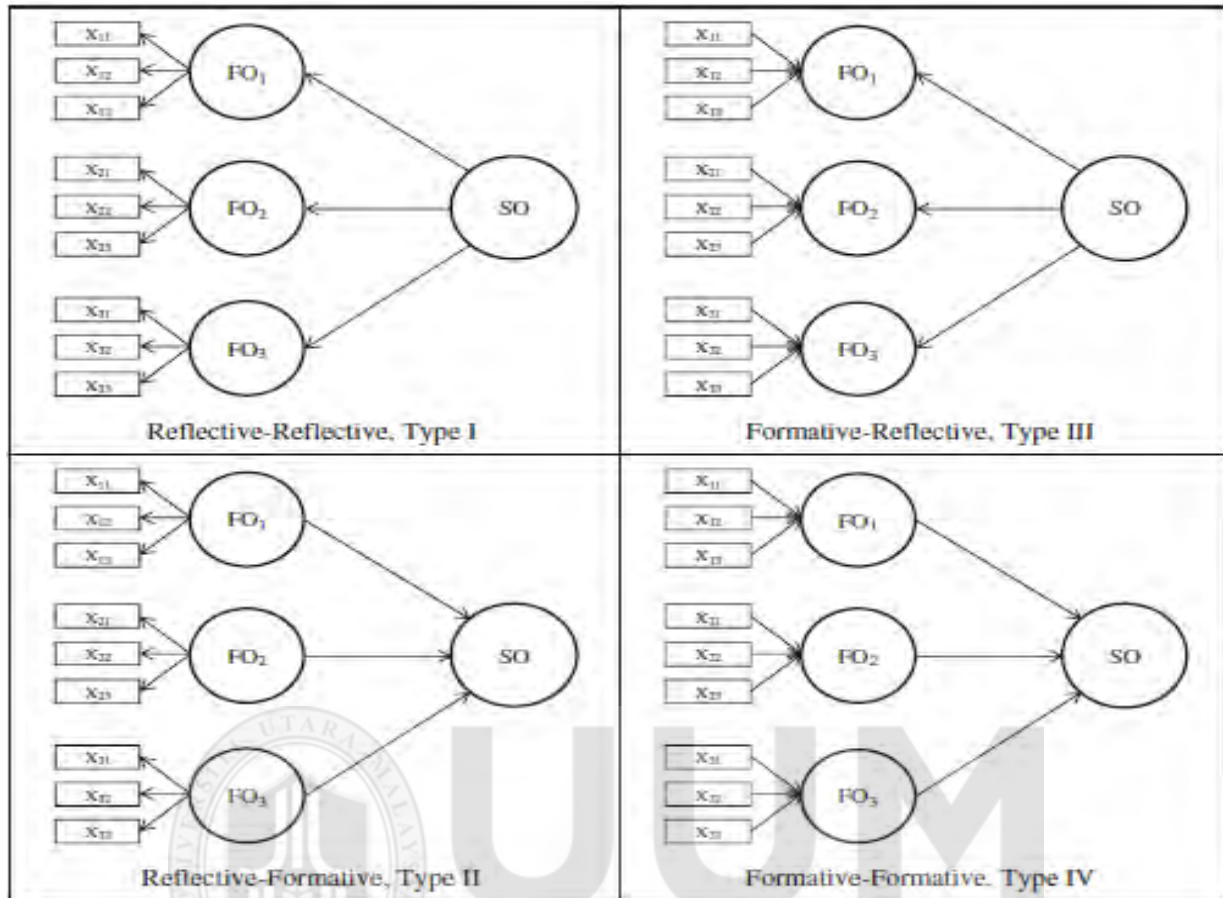 x₁₁
x₁₂
x₁₃
FO₁
x₂₁
x₂₂
x₂₃
FO₂
SO
x₃₁
x₃₂
x₃₃
FO₃
Reflective-Reflective, Type I
x₁₁
x₁₂
x₁₃
FO₁
x₂₁
x₂₂
x₂₃
FO₂
SO
x₃₁
x₃₂
x₃₃
FO₃
Formative-Reflective, Type III
x₁₁
x₁₂
x₁₃
FO₁
x₂₁
x₂₂
x₂₃
FO₂
SO
x₃₁
x₃₂
x₃₃
FO₃
Reflective-Formative, Type II
x₁₁
x₁₂
x₁₃
FO₁
x₂₁
x₂₂
x₂₃
FO₂
SO
x₃₁
x₃₂
x₃₃
FO₃
Formative-Formative. Type IV
UTARA
UUM